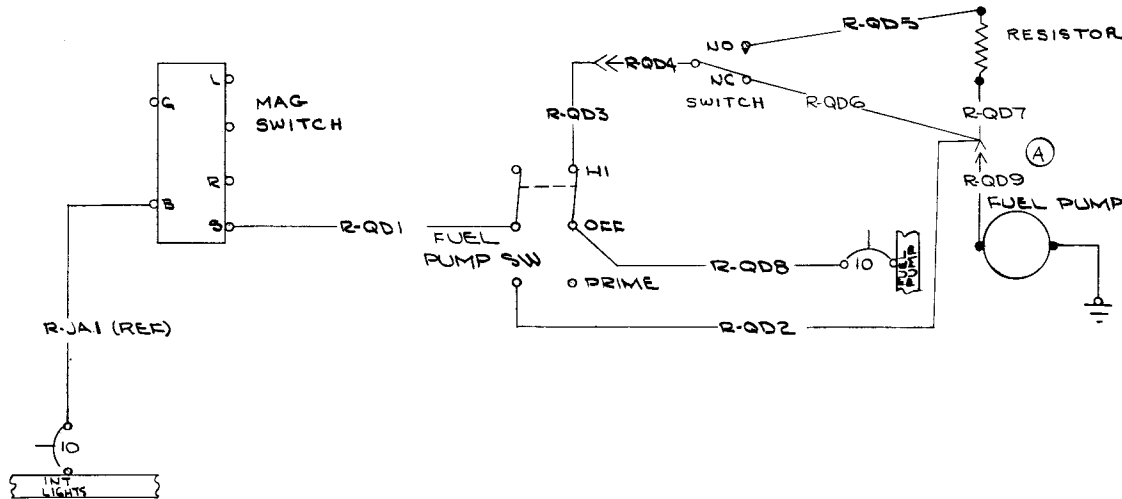 NO
R-QD5
RESISTOR
L
R-QD4
G
MAG
SWITCH
NC
SWITCH
R-QD6
R-QD3
R-QD7
A
R
HI
R-QD9
B
FUEL PUMP
S
R-QD1
FUEL
PUMP SW
OFF
R-QD8
10
PRIME
R-JA1 (REF)
R-QD2
10
INT
LIGHTS